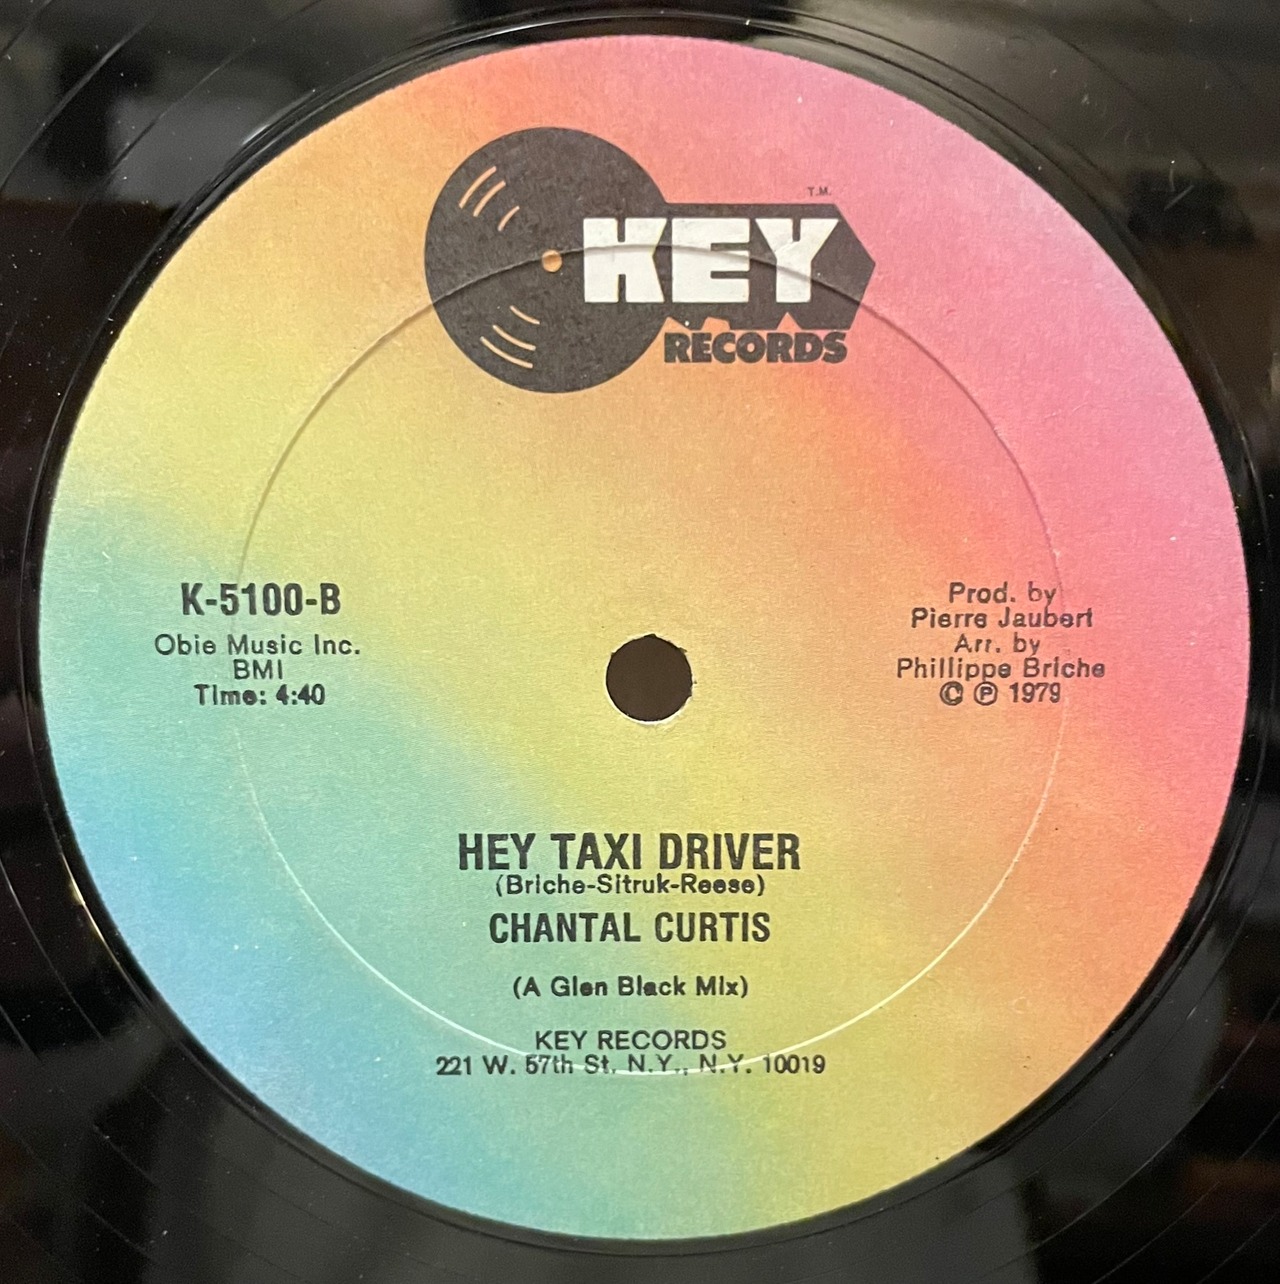 T.M.
KEY
RECORDS
K-5100-B
Obie Music Inc.
BMI
Time: 4:40
Prod. by
Pierre Jaubert
Arr. by
Phillippe Briche
© ℗ 1979
HEY TAXI DRIVER
(Briche-Sitruk-Reese)
CHANTAL CURTIS
(A Glen Black Mix)
KEY RECORDS
221 W. 57th St. N.Y., N.Y. 10019